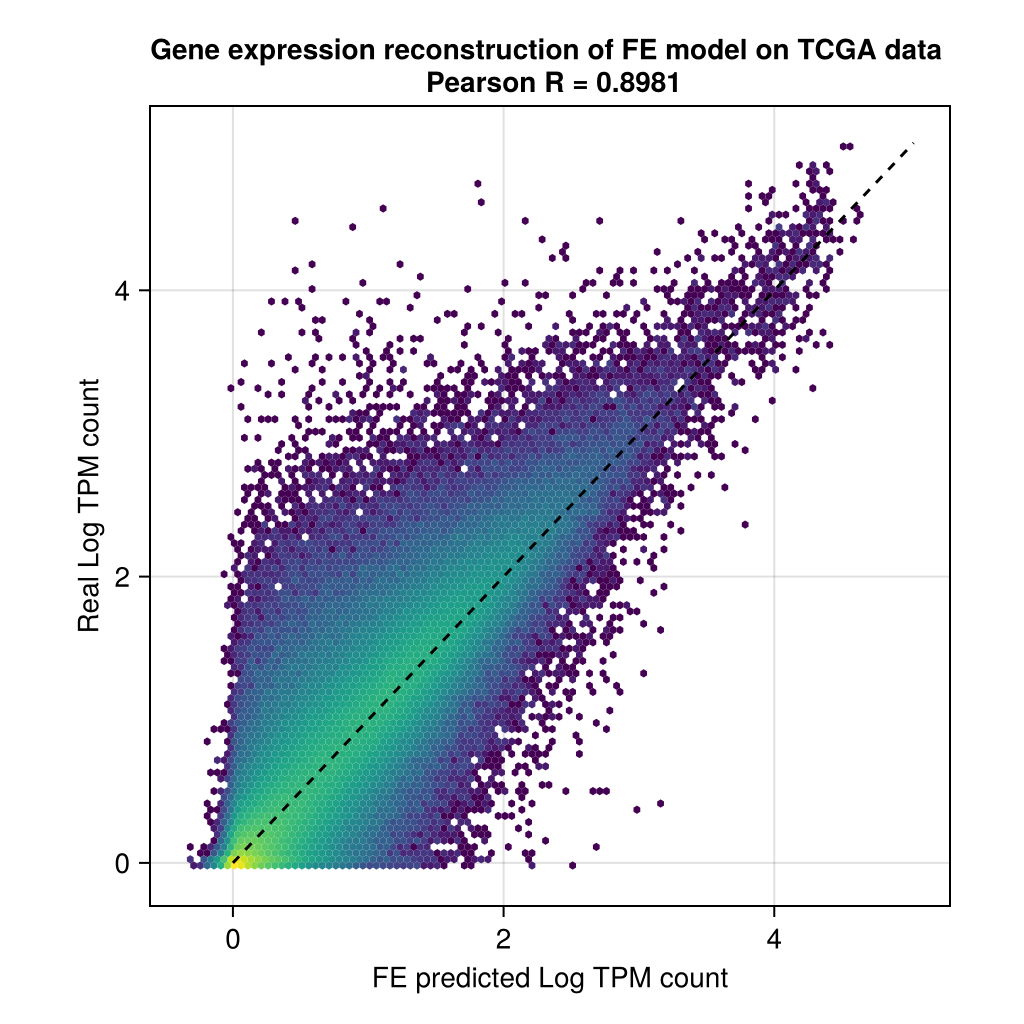 Gene expression reconstruction of FE model on TCGA data
Pearson R = 0.8981
Real Log TPM count
4
2
0
0 2 4
FE predicted Log TPM count